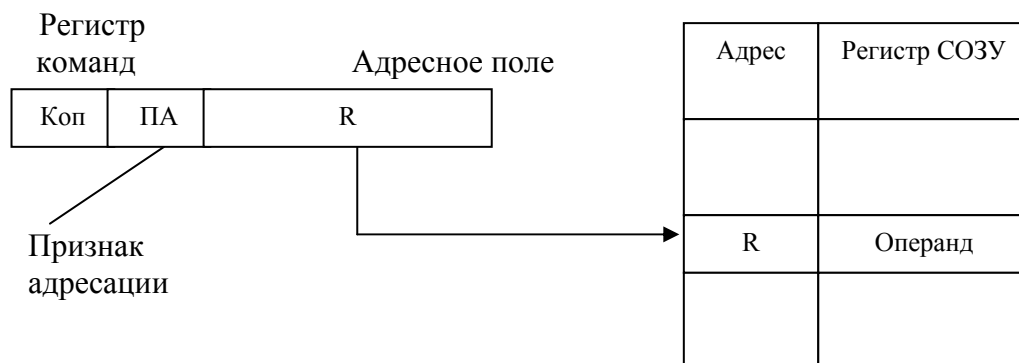 Регистр
команд
Адресное поле
Коп ПА R
Признак
адресации
Адрес Регистр СОЗУ
R Операнд